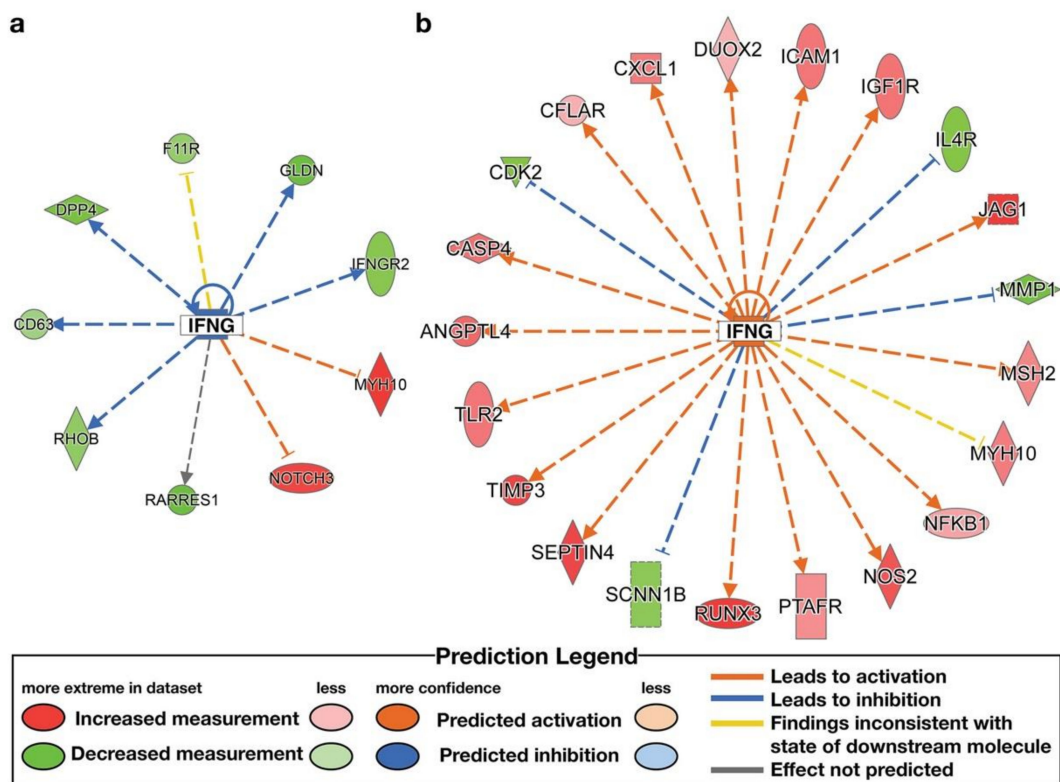 a
F11R
GLDN
DPP4
IFNGR2
CD63
IFNG
MYH10
RHOB
NOTCH3
RARRES1
b
DUOX2
ICAM1
CXCL1
IGF1R
CFLAR
IL4R
CDK2
JAG1
CASP4
MMP1
ANGPTL4
IFNG
MSH2
TLR2
MYH10
TIMP3
NFKB1
SEPTIN4
NOS2
SCNN1B
RUNX3
PTAFR
Prediction Legend
more extreme in dataset less more confidence less
Increased measurement Predicted activation
Decreased measurement Predicted inhibition
Leads to activation
Leads to inhibition
Findings inconsistent with
state of downstream molecule
Effect not predicted